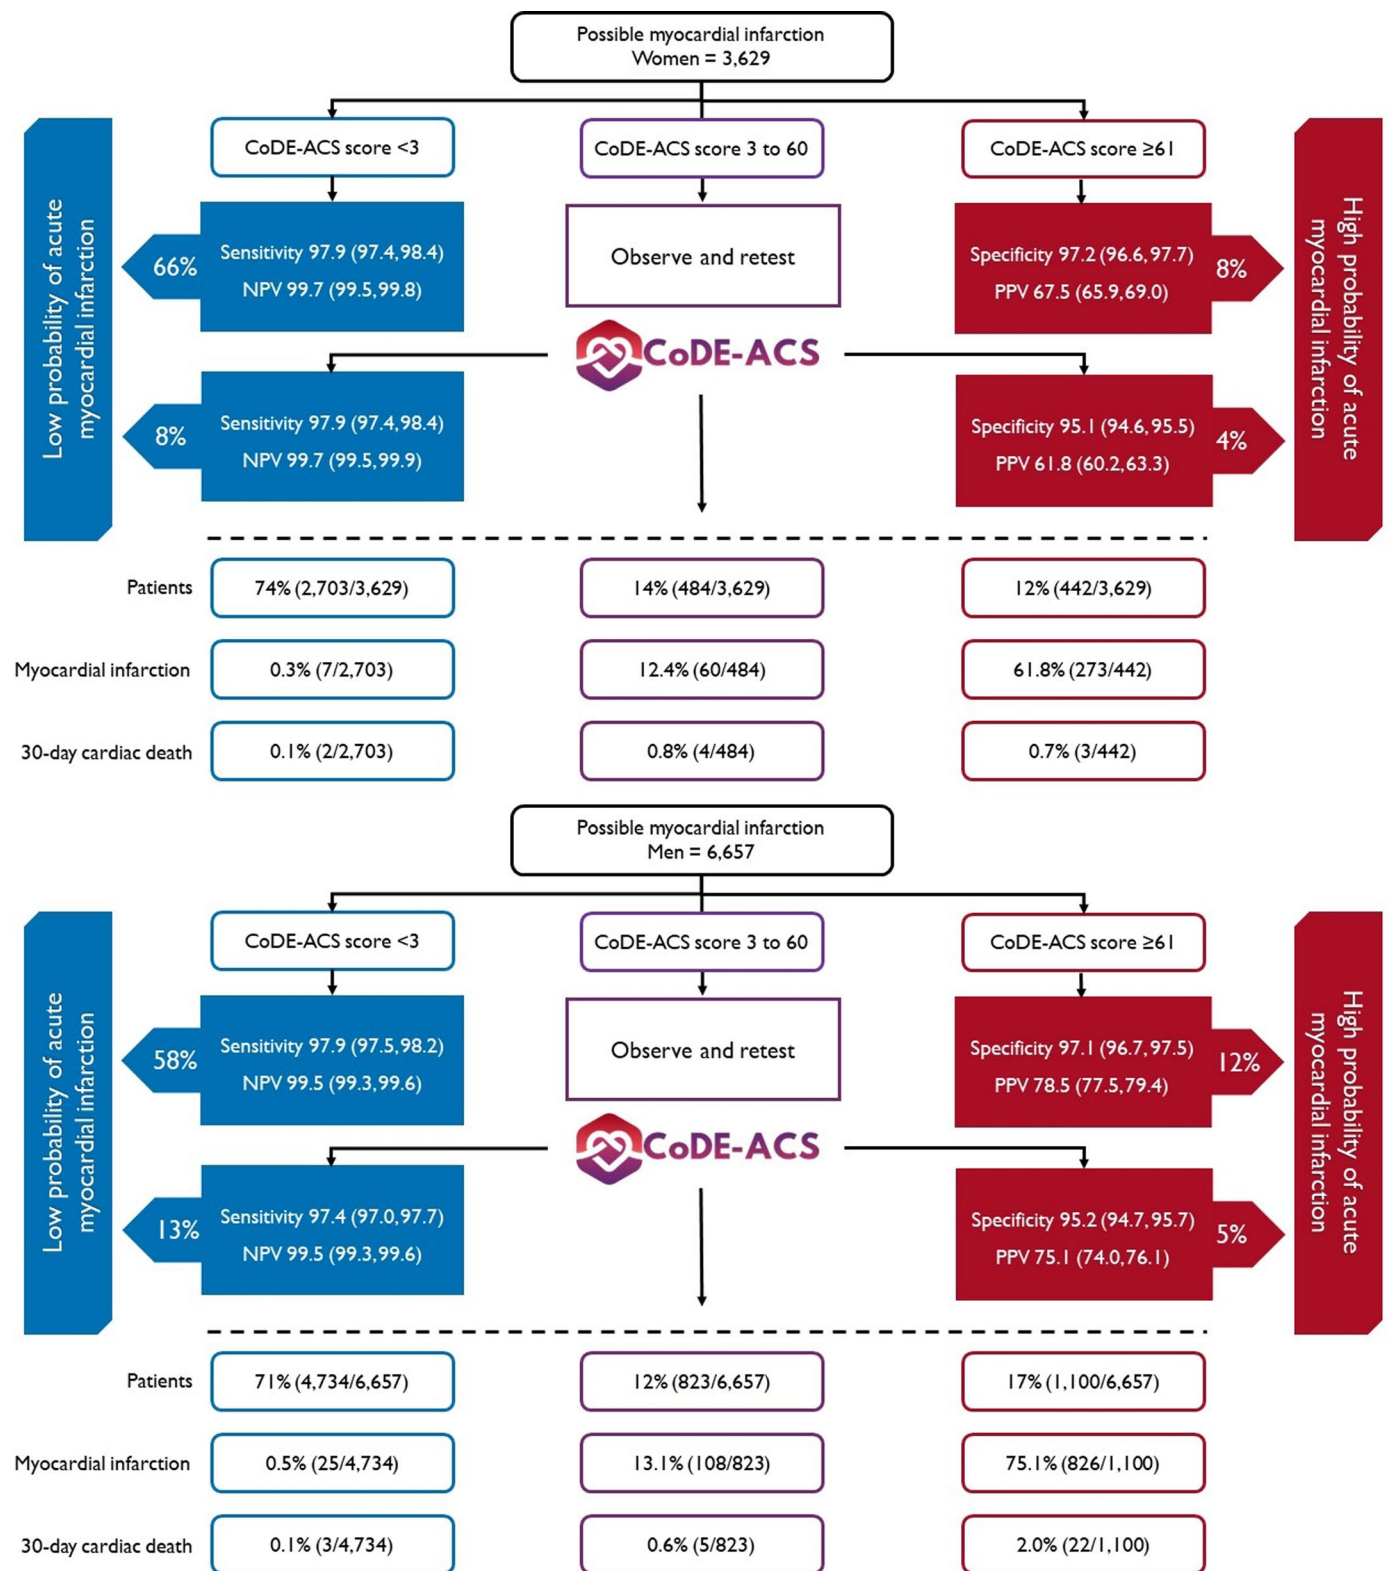 Possible myocardial infarction
Women = 3,629
CoDE-ACS score <3
CoDE-ACS score 3 to 60
CoDE-ACS score ≥61
Low probability of acute
myocardial infarction
66%
Sensitivity 97.9 (97.4,98.4)
NPV 99.7 (99.5,99.8)
Observe and retest
Specificity 97.2 (96.6,97.7)
PPV 67.5 (65.9,69.0)
8%
High probability of acute
myocardial infarction
CoDE-ACS
8%
Sensitivity 97.9 (97.4,98.4)
NPV 99.7 (99.5,99.9)
Specificity 95.1 (94.6,95.5)
PPV 61.8 (60.2,63.3)
4%
Patients
74% (2,703/3,629)
14% (484/3,629)
12% (442/3,629)
Myocardial infarction
0.3% (7/2,703)
12.4% (60/484)
61.8% (273/442)
30-day cardiac death
0.1% (2/2,703)
0.8% (4/484)
0.7% (3/442)
Possible myocardial infarction
Men = 6,657
CoDE-ACS score <3
CoDE-ACS score 3 to 60
CoDE-ACS score ≥61
Low probability of acute
myocardial infarction
58%
Sensitivity 97.9 (97.5,98.2)
NPV 99.5 (99.3,99.6)
Observe and retest
Specificity 97.1 (96.7,97.5)
PPV 78.5 (77.5,79.4)
12%
High probability of acute
myocardial infarction
CoDE-ACS
13%
Sensitivity 97.4 (97.0,97.7)
NPV 99.5 (99.3,99.6)
Specificity 95.2 (94.7,95.7)
PPV 75.1 (74.0,76.1)
5%
Patients
71% (4,734/6,657)
12% (823/6,657)
17% (1,100/6,657)
Myocardial infarction
0.5% (25/4,734)
13.1% (108/823)
75.1% (826/1,100)
30-day cardiac death
0.1% (3/4,734)
0.6% (5/823)
2.0% (22/1,100)